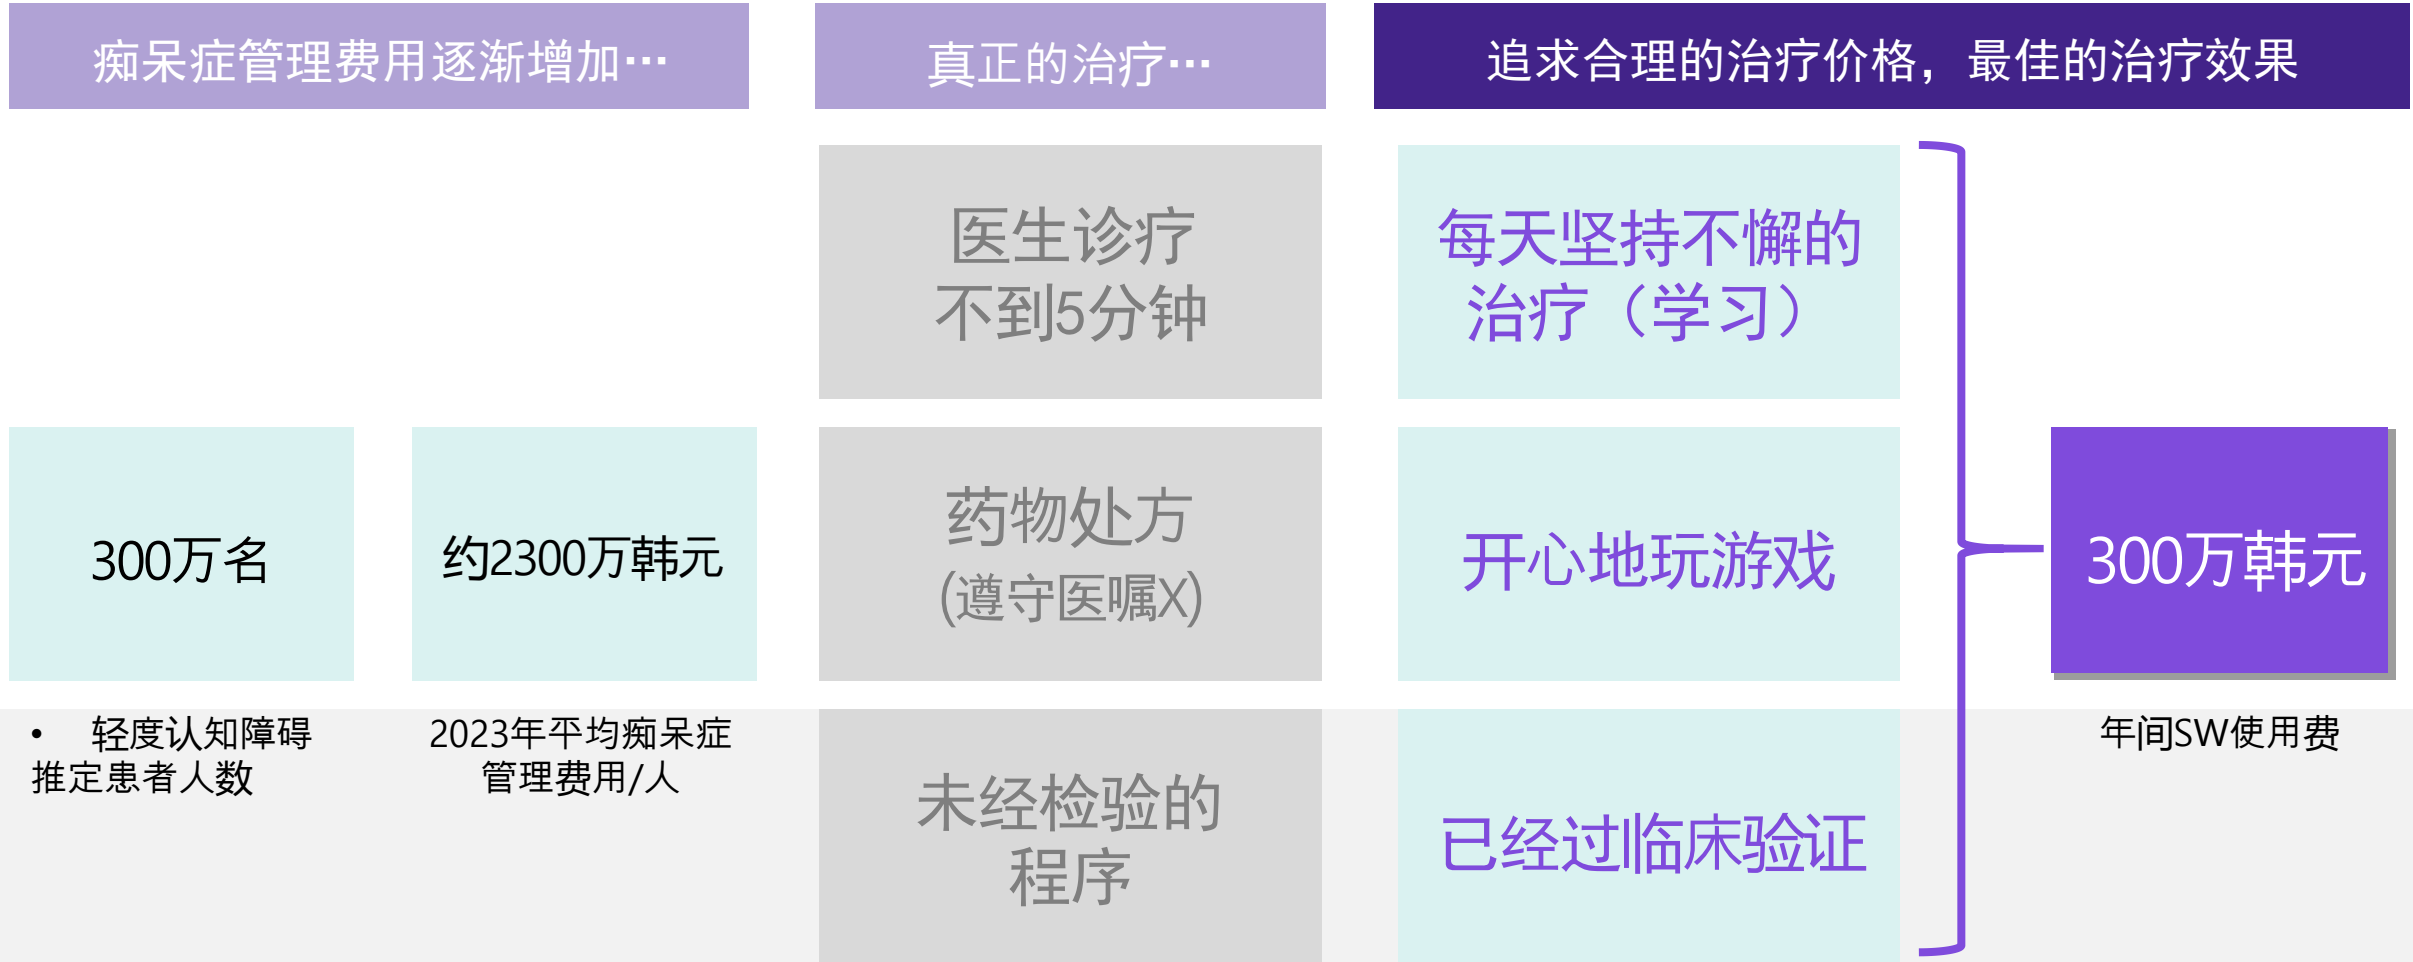 痴呆症管理费用逐渐增加…
真正的治疗…
追求合理的治疗价格，最佳的治疗效果
医生诊疗
不到5分钟
每天坚持不懈的
治疗（学习）
300万名
约2300万韩元
药物处方
(遵守医嘱X)
开心地玩游戏
300万韩元
• 轻度认知障碍
推定患者人数
2023年平均痴呆症
管理费用/人
未经检验的
程序
已经过临床验证
年间SW使用费